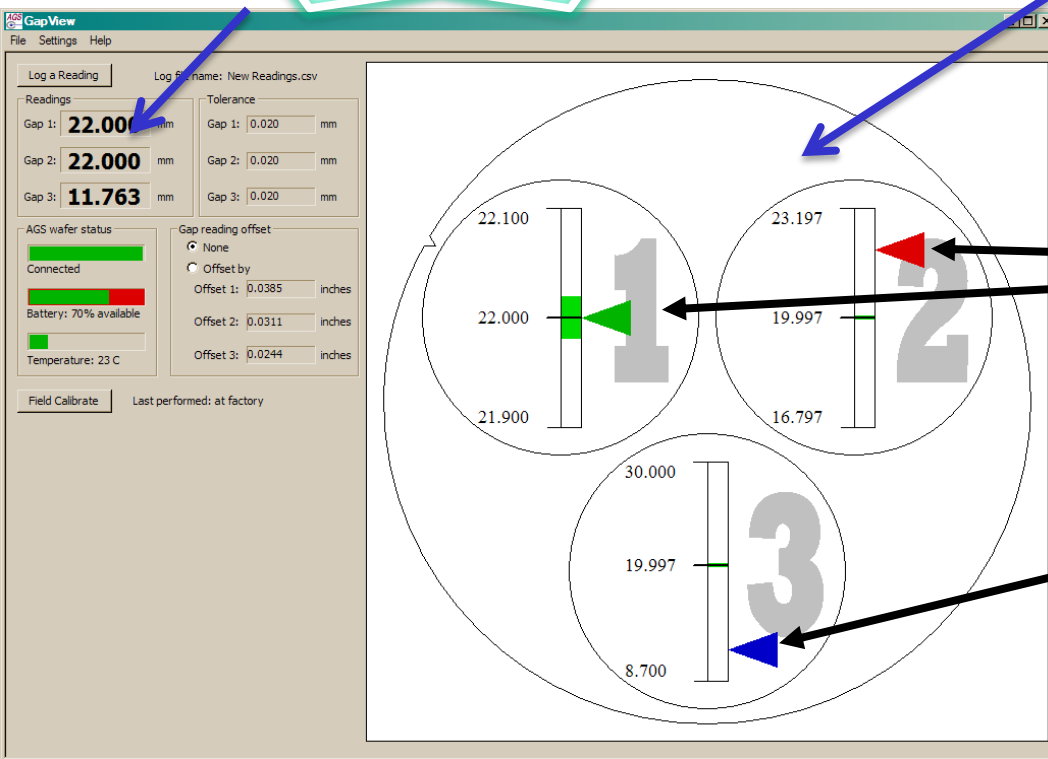 AGS GapView
File Settings Help
Log a Reading Log file name: New Readings.csv
Readings
Gap 1: 22.000 mm
Gap 2: 22.000 mm
Gap 3: 11.763 mm
Tolerance
Gap 1: 0.020 mm
Gap 2: 0.020 mm
Gap 3: 0.020 mm
AGS wafer status
Connected
Battery: 70% available
Temperature: 23 C
Gap reading offset
None
Offset by
Offset 1: 0.0385 inches
Offset 2: 0.0311 inches
Offset 3: 0.0244 inches
Field Calibrate Last performed: at factory
22.100
22.000
21.900
1
23.197
19.997
16.797
2
30.000
19.997
8.700
3